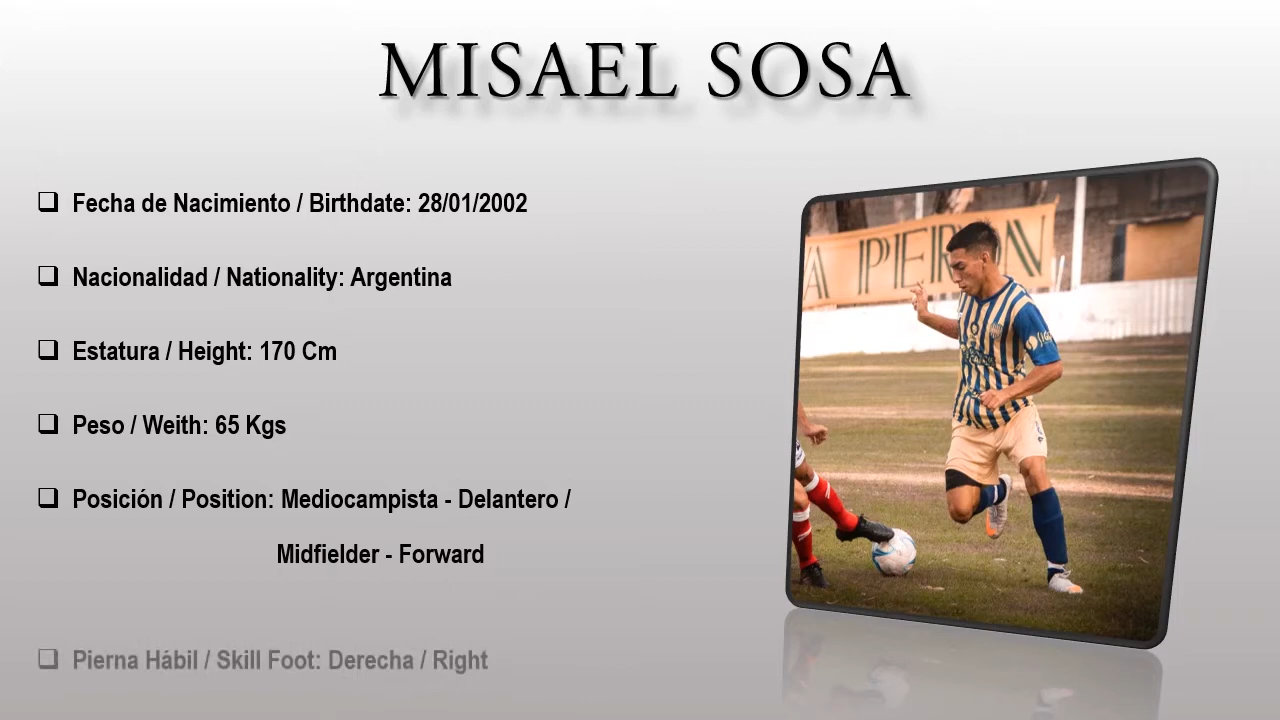 MISAEL SOSA
Fecha de Nacimiento / Birthdate: 28/01/2002
Nacionalidad / Nationality: Argentina
Estatura / Height: 170 Cm
Peso / Weith: 65 Kgs
Posición / Position: Mediocampista - Delantero /
Midfielder - Forward
Pierna Hábil / Skill Foot: Derecha / Right
A PERON